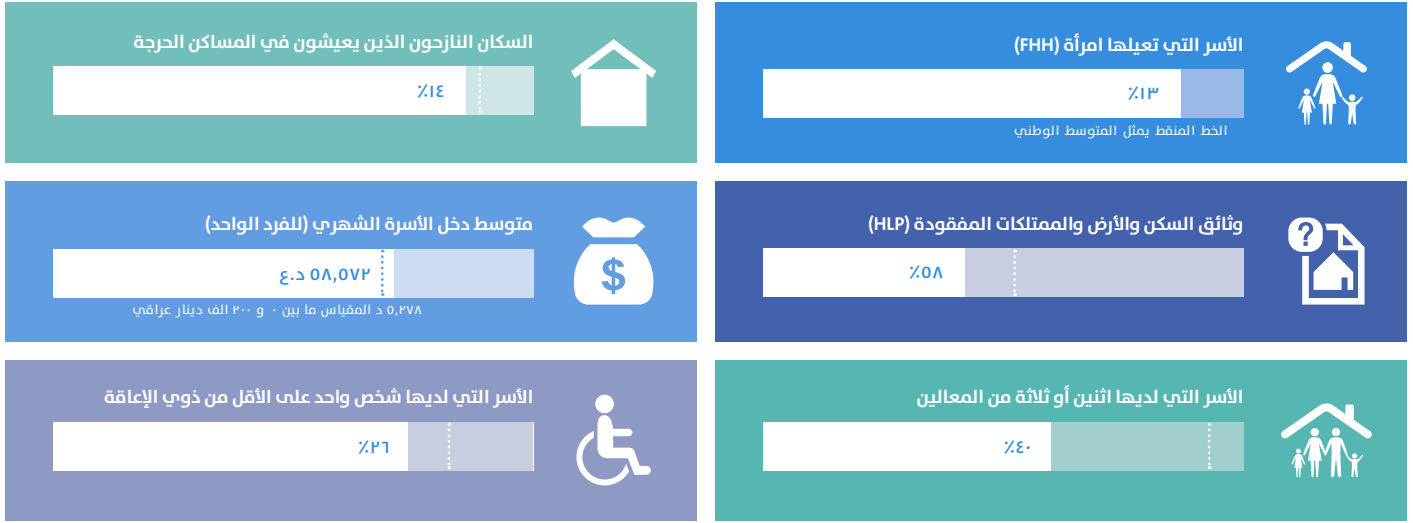 الأسر التي تعيلها امرأة (FHH)
٪١٣
الخط المنقط يمثل المتوسط الوطني
السكان النازحون الذين يعيشون في المساكن الحرجة
٪١٤
وثائق السكن والأرض والممتلكات المفقودة (HLP)
٪٥٨
?
متوسط دخل الأسرة الشهري (للفرد الواحد)
٥٨,٥٧٢ د.ع
٥,٢٧٨ د المقياس ما بين ٠ و ٢٠٠ الف دينار عراقي
$
الأسر التي لديها اثنين أو ثلاثة من المعالين
٪٤٠
الأسر التي لديها شخص واحد على الأقل من ذوي الإعاقة
٪٢٦